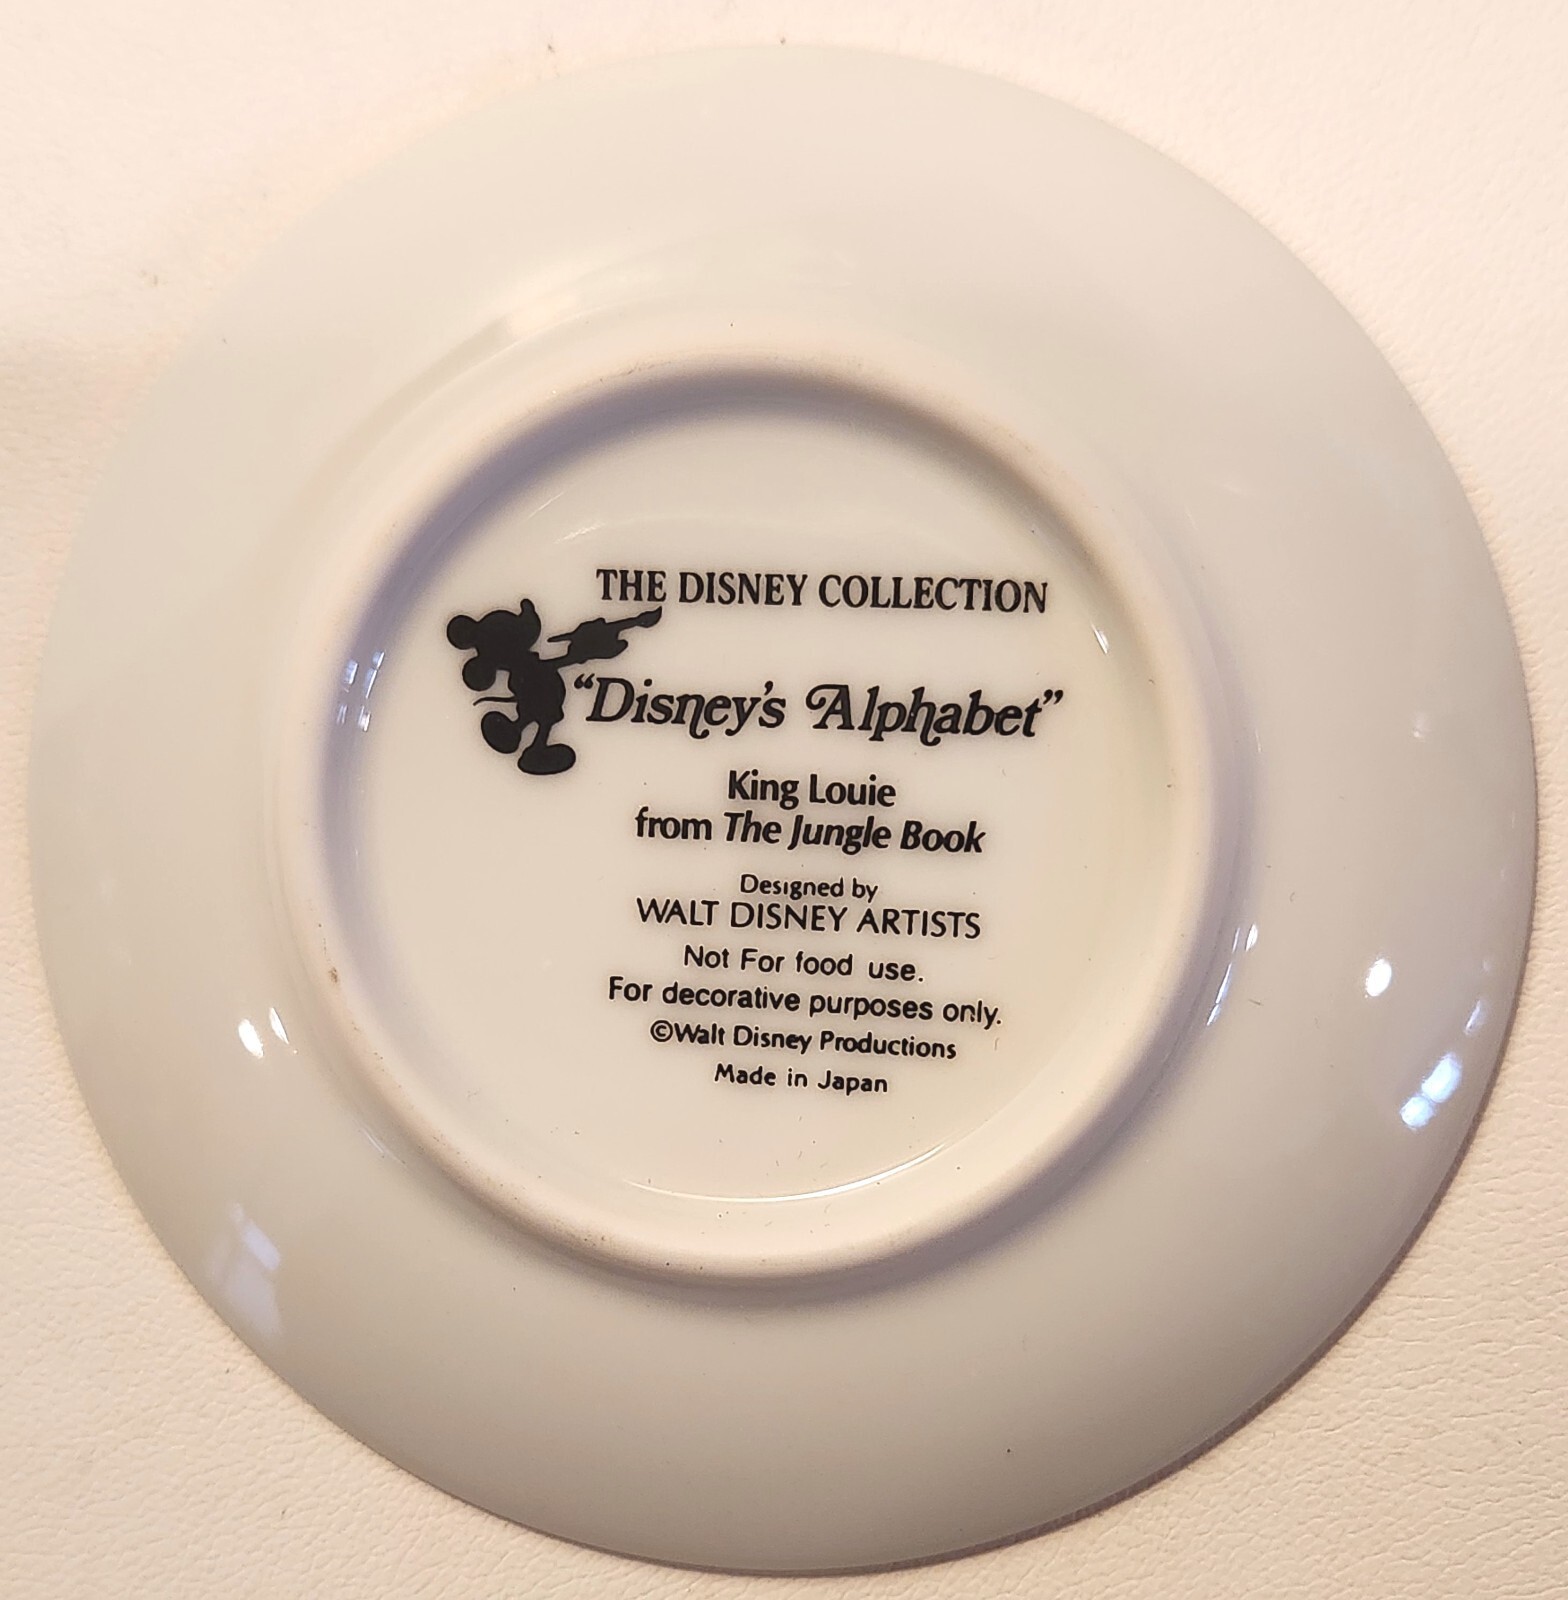 THE DISNEY COLLECTION
“Disney's Alphabet”
King Louie
from The Jungle Book
Designed by
WALT DISNEY ARTISTS
Not For food use.
For decorative purposes only.
©Walt Disney Productions
Made in Japan